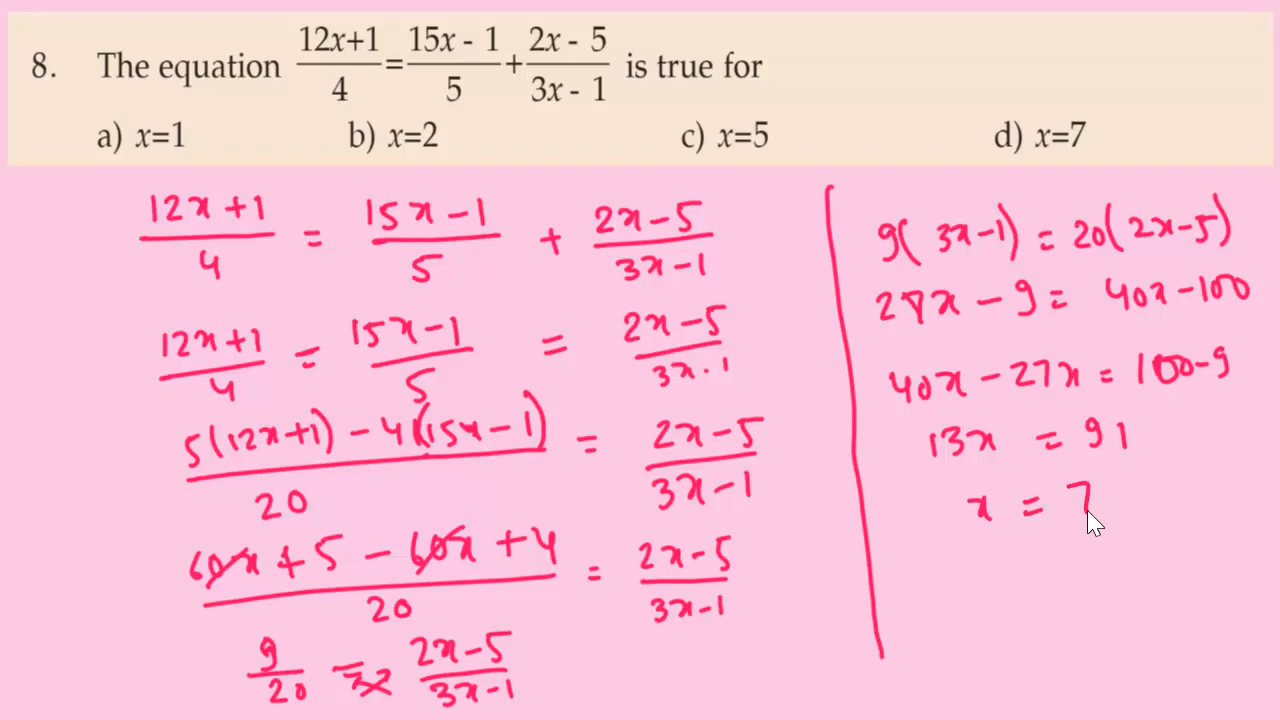 8. The equation (12x+1)/4 = (15x - 1)/5 + (2x - 5)/(3x - 1) is true for
a) x=1 b) x=2 c) x=5 d) x=7
(12x+1)/4 = (15x-1)/5 + (2x-5)/(3x-1)
(12x+1)/4 = (15x-1)/5 = (2x-5)/(3x-1)
(5(12x+1) - 4(15x-1))/20 = (2x-5)/(3x-1)
(60x + 5 - 60x + 4)/20 = (2x-5)/(3x-1)
9/20 = (2x-5)/(3x-1)
9(3x-1) = 20(2x-5)
27x - 9 = 40x - 100
40x - 27x = 100-9
13x = 91
x = 7